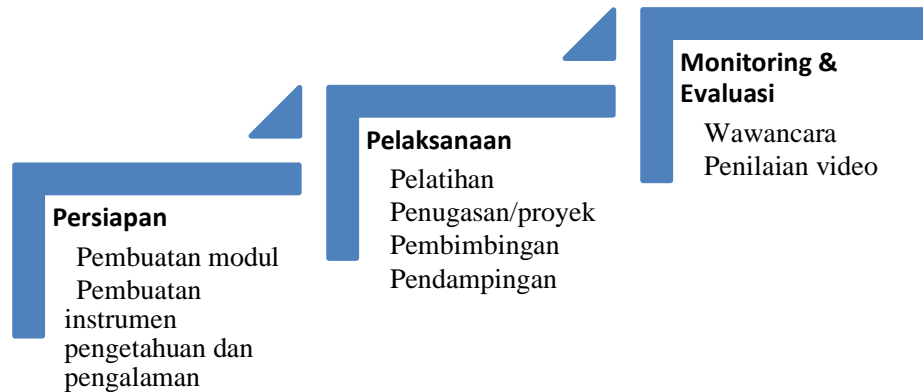 Persiapan
Pembuatan modul
Pembuatan
instrumen
pengetahuan dan
pengalaman
Pelaksanaan
Pelatihan
Penugasan/proyek
Pembimbingan
Pendampingan
Monitoring &
Evaluasi
Wawancara
Penilaian video